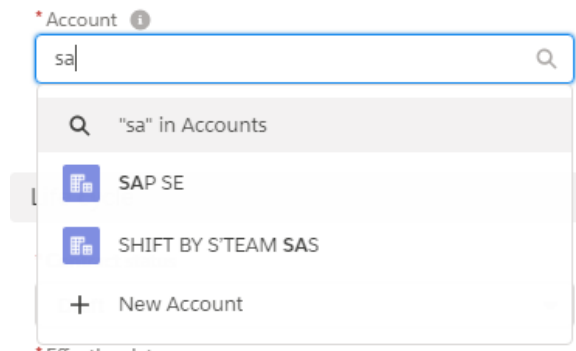 * Account
sa
"sa" in Accounts
SAP SE
SHIFT BY S'TEAM SAS
New Account